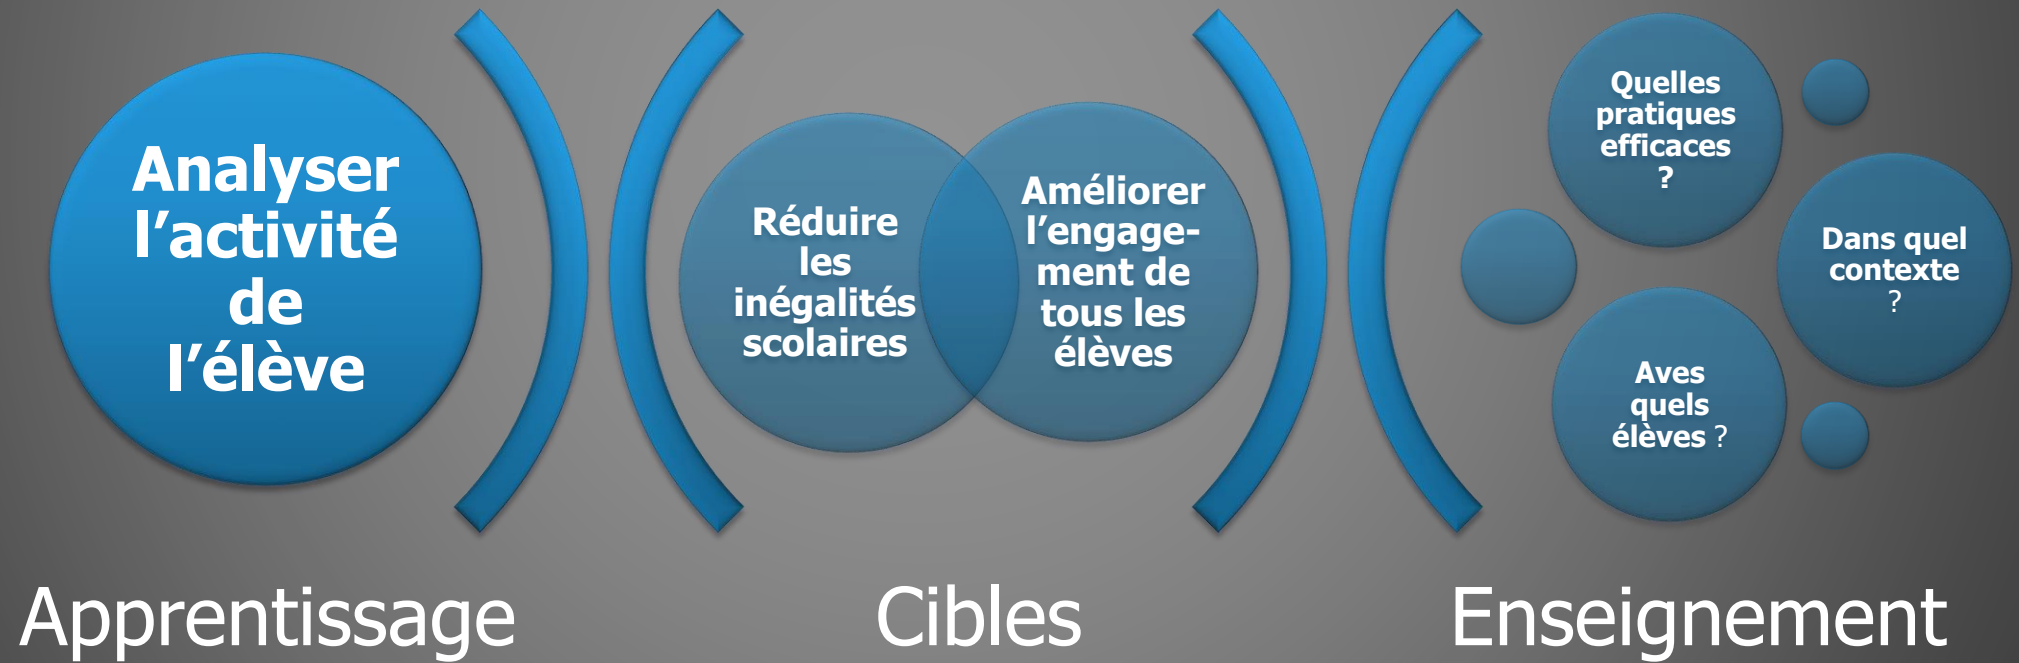 Analyser
l’activité
de
l’élève
Réduire
les
inégalités
scolaires
Améliorer
l’engage-
ment de
tous les
élèves
Quelles
pratiques
efficaces
?
Dans quel
contexte
?
Aves
quels
élèves ?
Apprentissage
Cibles
Enseignement